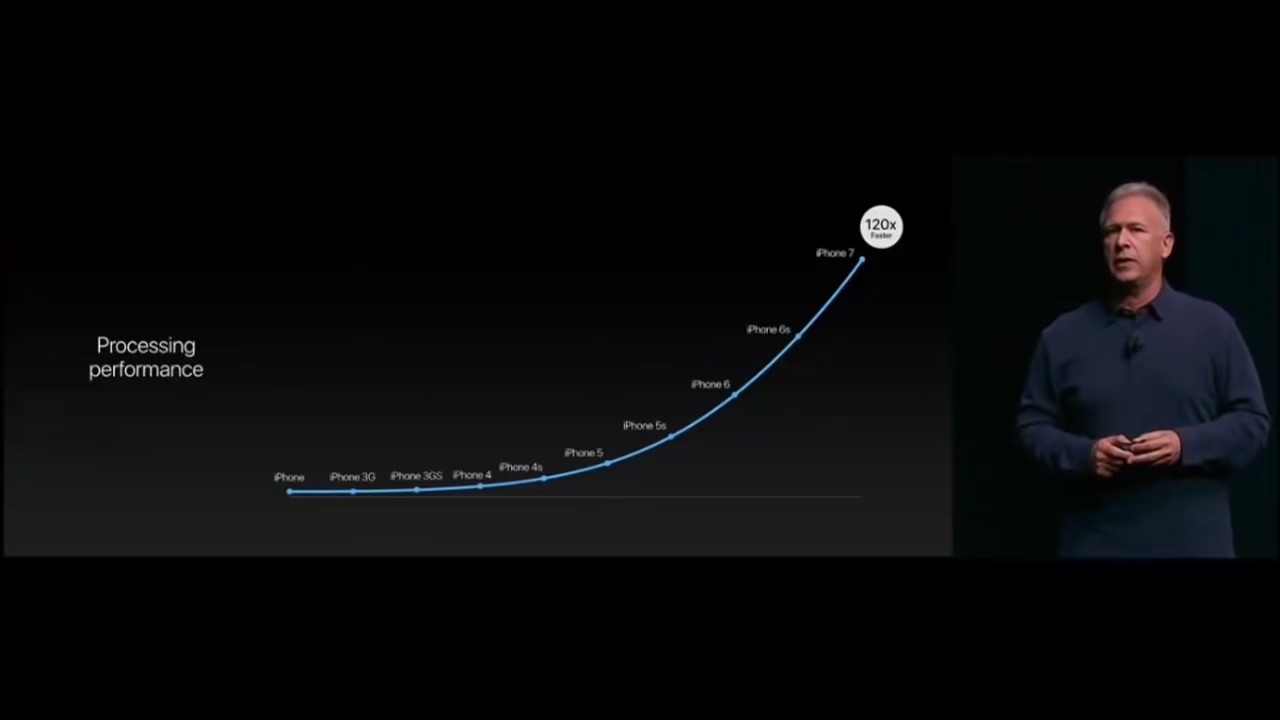 120x
Faster
iPhone 7
iPhone 6s
Processing
performance
iPhone 6
iPhone 5s
iPhone 5
iPhone 4s
iPhone
iPhone 3G
iPhone 3GS
iPhone 4